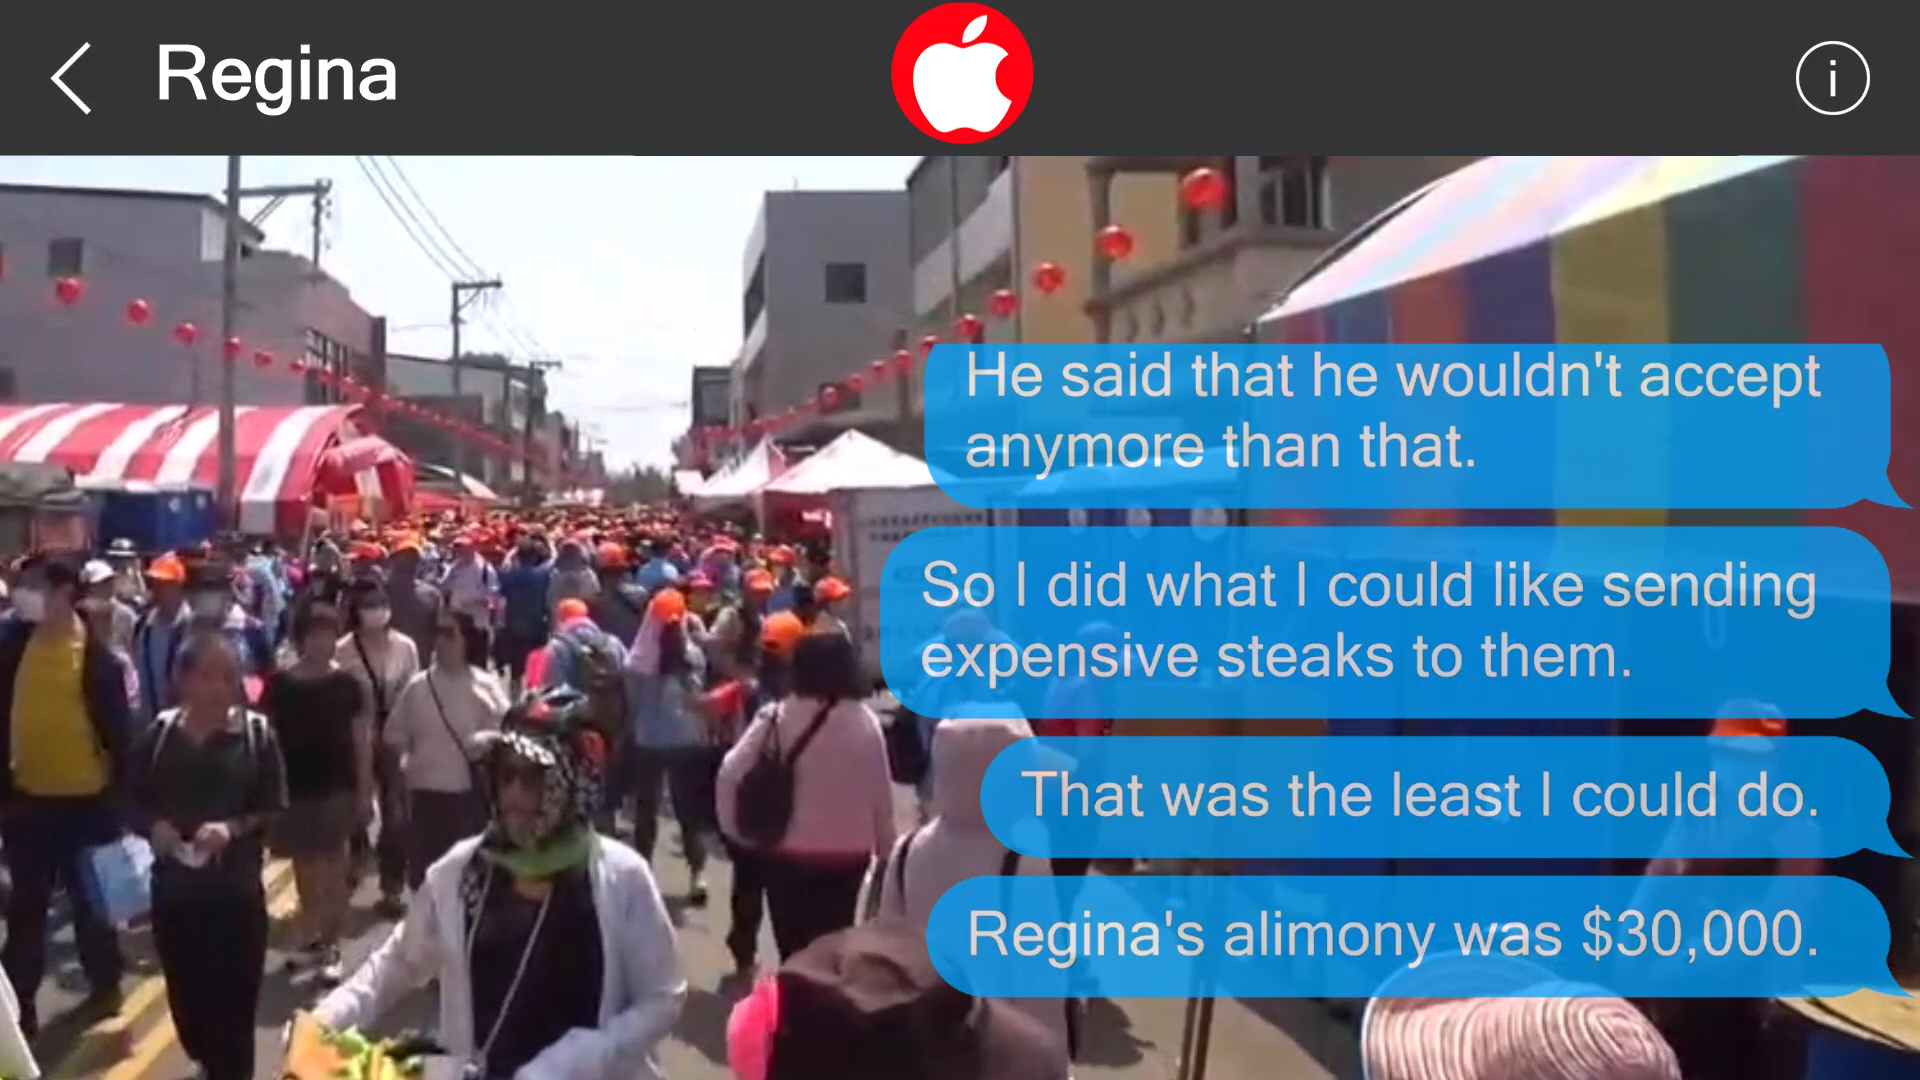 Regina
i
He said that he wouldn't accept
anymore than that.
So I did what I could like sending
expensive steaks to them.
That was the least I could do.
Regina's alimony was $30,000.